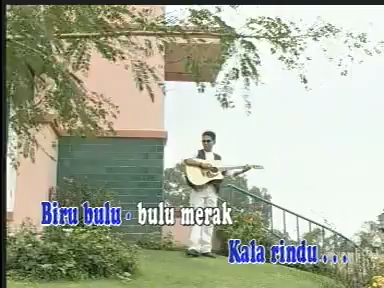 Biru bulu - bulu merak
Kala rindu . . .